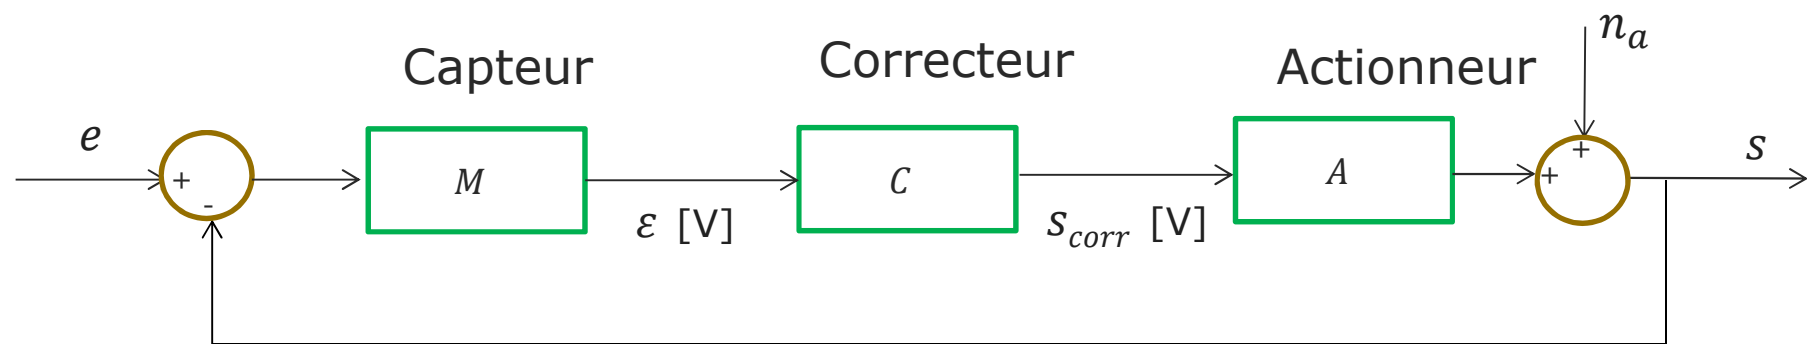 Capteur
Correcteur
Actionneur
n_a
e
+
-
M
ε [V]
C
s_corr [V]
A
+
+
s